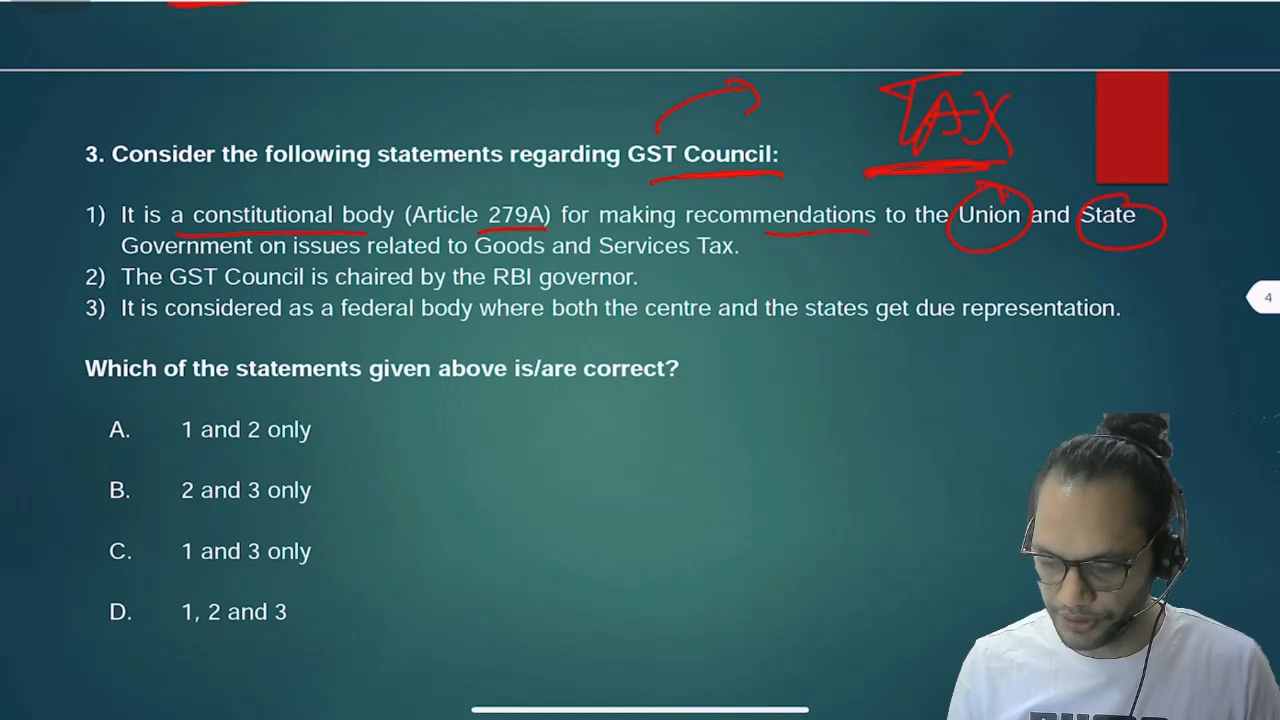 TAX
3. Consider the following statements regarding GST Council:
1) It is a constitutional body (Article 279A) for making recommendations to the Union and State
Government on issues related to Goods and Services Tax.
2) The GST Council is chaired by the RBI governor.
3) It is considered as a federal body where both the centre and the states get due representation.
4
Which of the statements given above is/are correct?
A. 1 and 2 only
B. 2 and 3 only
C. 1 and 3 only
D. 1, 2 and 3